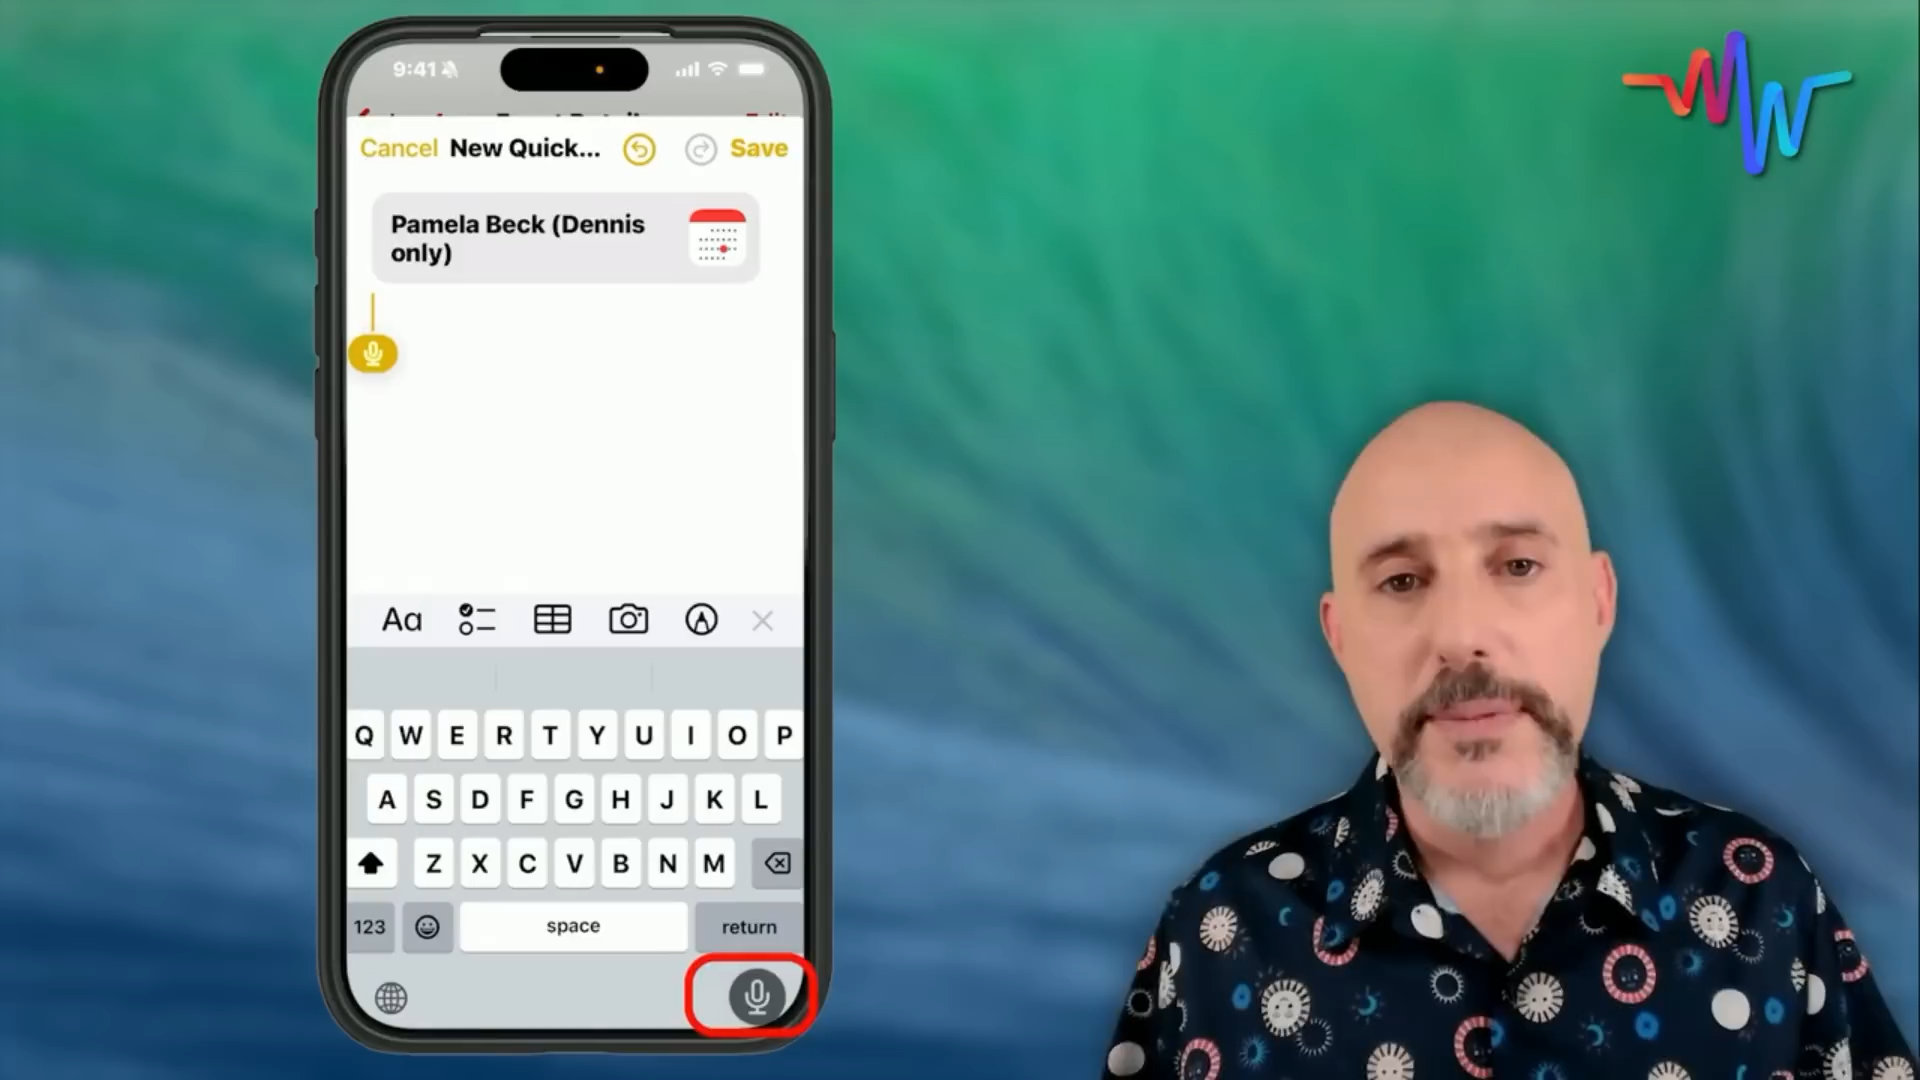 9:41
Cancel New Quick... Save
Pamela Beck (Dennis
only)
Aa
Q W E R T Y U I O P
A S D F G H J K L
Z X C V B N M
123 space return